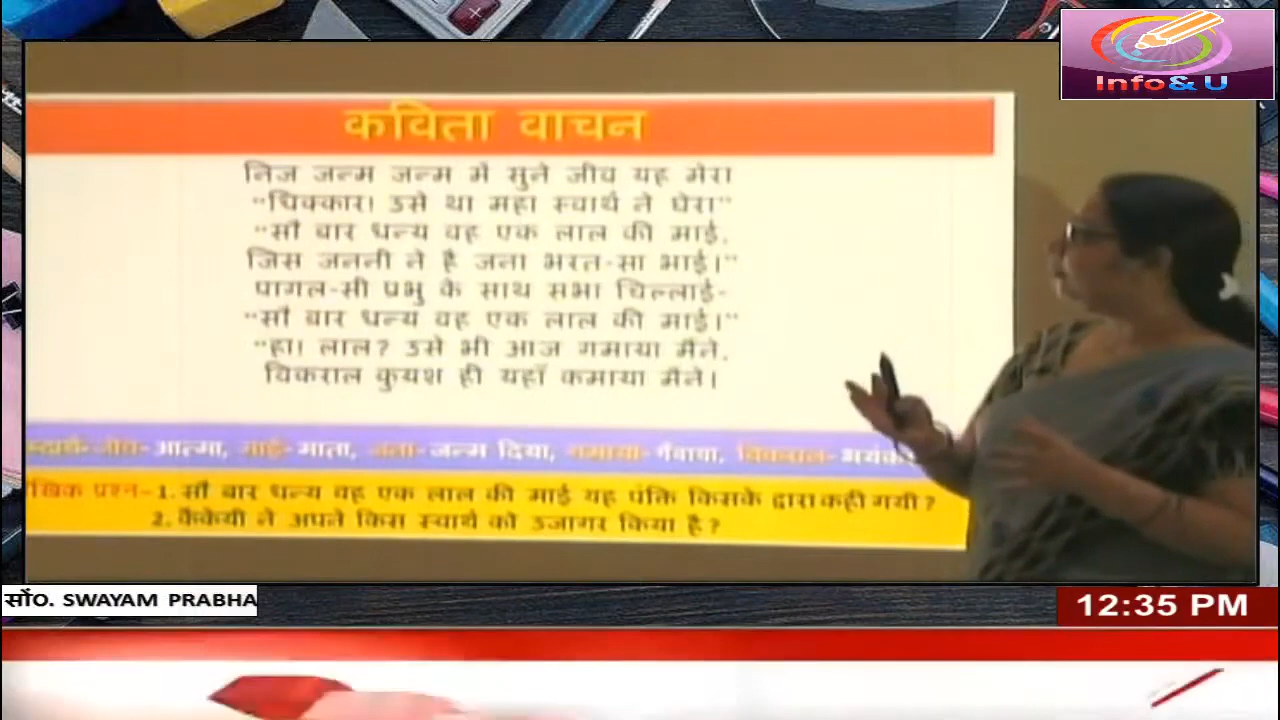 Info & U
कविता वाचन
निज जन्म जन्म में सुने जीव यह मेरा
"धिक्कार! उसे था महा स्वार्थ ने घेरा"
"सौ बार धन्य वह एक लाल की माई,
जिस जननी ने है जना भरत-सा भाई।"
पागल-सी प्रभु के साथ सभा चिल्लाई-
"सौ बार धन्य वह एक लाल की माई।"
"हा! लाल? उसे भी आज गमाया मैंने,
विकराल कुयश ही यहाँ कमाया मैंने।
जीव- आत्मा, माई- माता, जना- जन्म दिया, गमाया- गँवाया, विकराल-
प्रश्न- 1. सौ बार धन्य वह एक लाल की माई यह पंक्ति किसके द्वारा कही गयी ?
2. कैकेयी ने अपने किस स्वार्थ को उजागर किया है ?
सौ0. SWAYAM PRABHA
12:35 PM